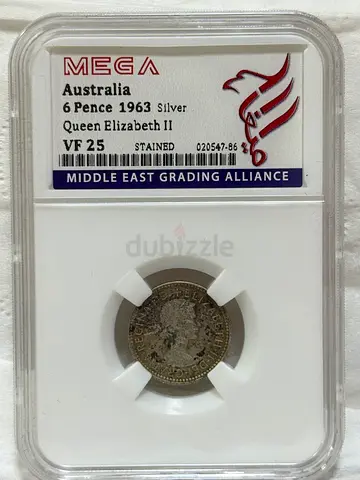 MEGA
Australia
6 Pence 1963 Silver
Queen Elizabeth II
VF 25 STAINED 020547-86
MIDDLE EAST GRADING ALLIANCE
dubizzle